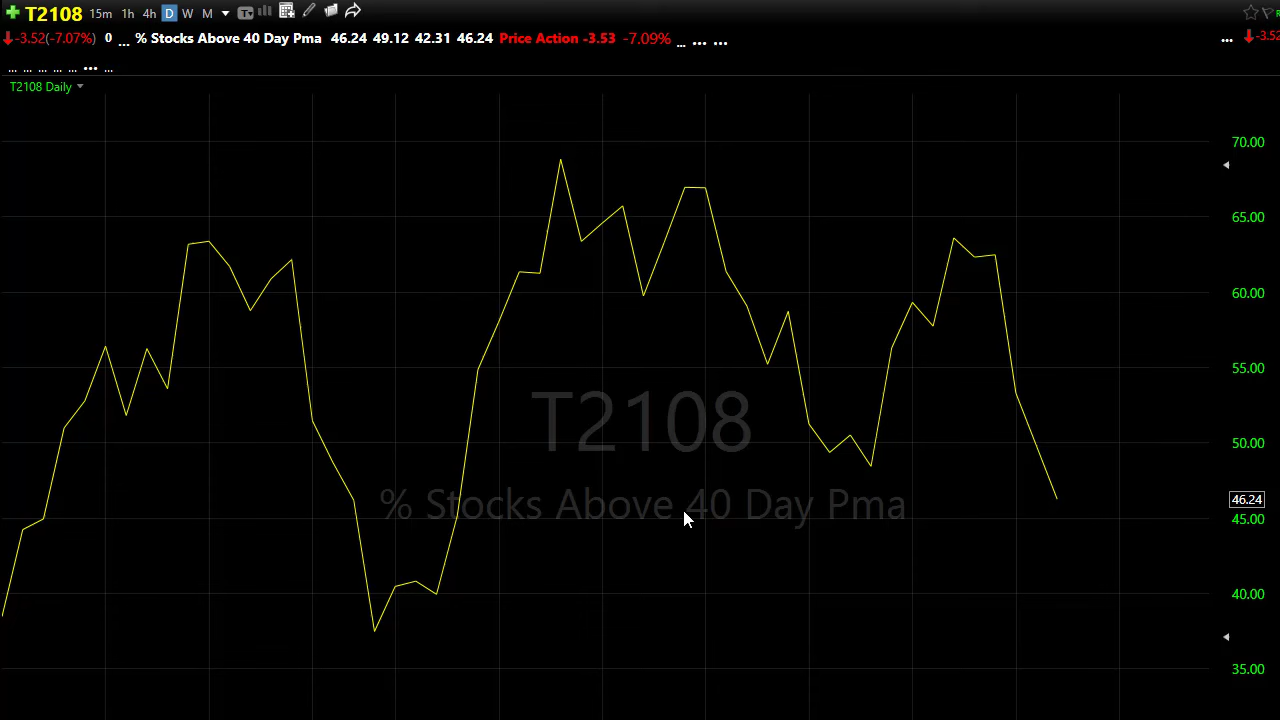 T2108 15m 1h 4h D W M
-3.52(-7.07%) 0 ... % Stocks Above 40 Day Pma 46.24 49.12 42.31 46.24 Price Action -3.53 -7.09% ... ... ... ... -3.52
... ... ... ... ... ... ...
T2108 Daily
70.00
65.00
60.00
55.00
T2108
50.00
% Stocks Above 40 Day Pma
46.24
45.00
40.00
35.00